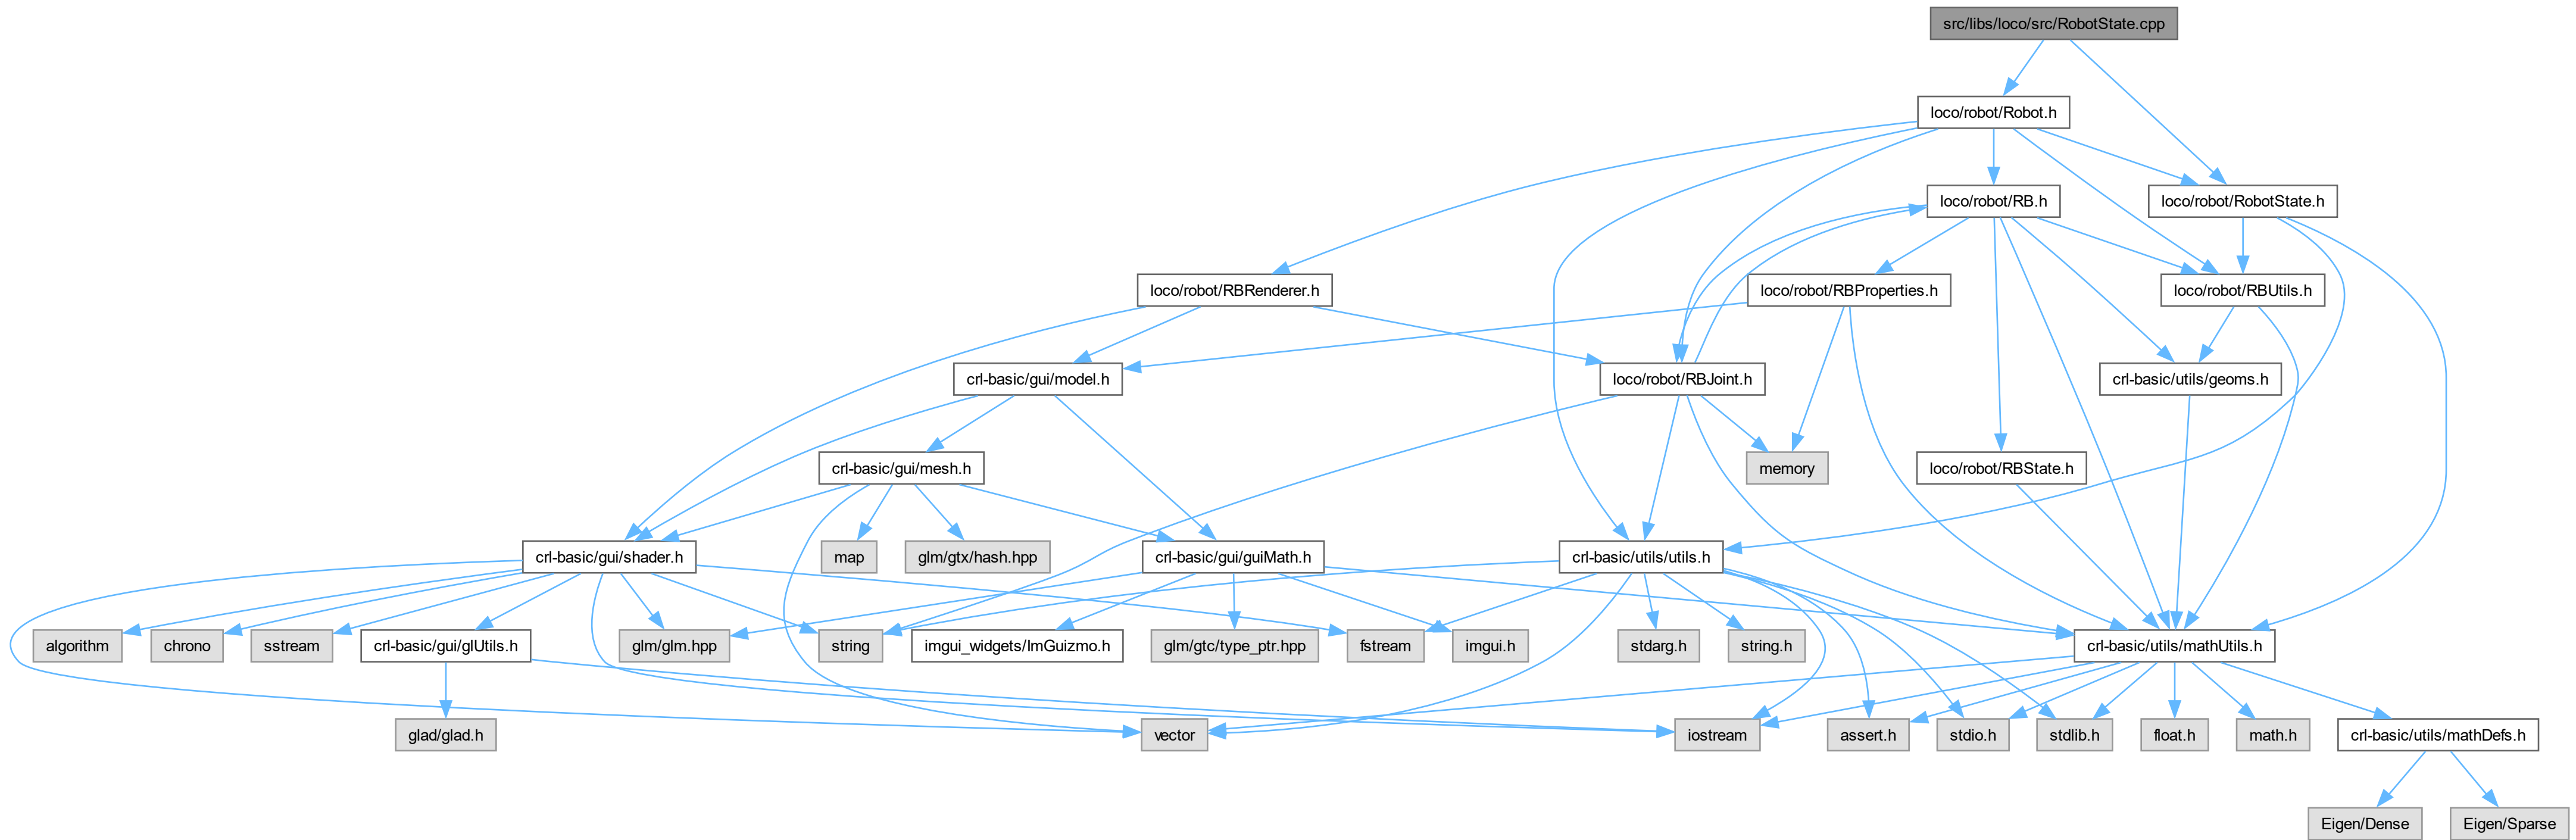 src/libs/loco/src/RobotState.cpp
loco/robot/Robot.h
loco/robot/RB.h
loco/robot/RobotState.h
loco/robot/RBRenderer.h
loco/robot/RBProperties.h
loco/robot/RBUtils.h
crl-basic/gui/model.h
loco/robot/RBJoint.h
crl-basic/utils/geoms.h
crl-basic/gui/mesh.h
memory
loco/robot/RBState.h
crl-basic/gui/shader.h
map
glm/gtx/hash.hpp
crl-basic/gui/guiMath.h
crl-basic/utils/utils.h
algorithm
chrono
sstream
crl-basic/gui/glUtils.h
glm/glm.hpp
string
imgui_widgets/ImGuizmo.h
glm/gtc/type_ptr.hpp
fstream
imgui.h
stdarg.h
string.h
crl-basic/utils/mathUtils.h
glad/glad.h
vector
iostream
assert.h
stdio.h
stdlib.h
float.h
math.h
crl-basic/utils/mathDefs.h
Eigen/Dense
Eigen/Sparse